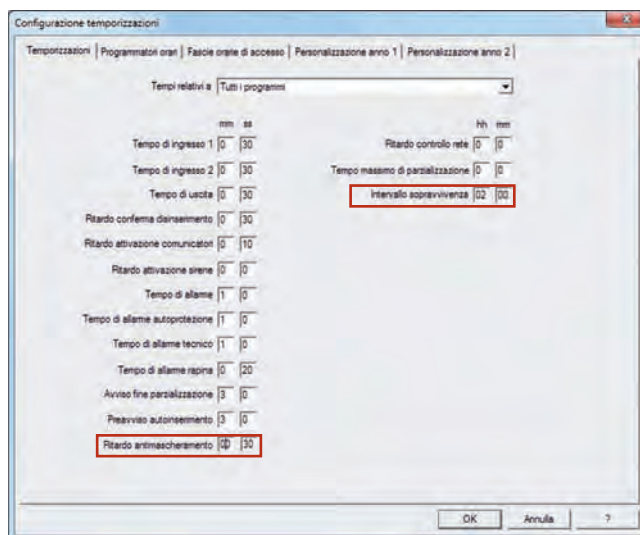 Configurazione temporizzazioni
Temporizzazioni | Programmatori orari | Fascie orarie di accesso | Personalizzazione anno 1 | Personalizzazione anno 2
Tempi relativi a Tutti i programmi
mm ss
Tempo di ingresso 1 0 30
Tempo di ingresso 2 0 30
Tempo di uscita 0 30
Ritardo conferma disinserimento 0 30
Ritardo attivazione comunicatori 0 10
Ritardo attivazione sirene 0 0
Tempo di allarme 1 0
Tempo di allarme autoprotezione 1 0
Tempo di allarme tecnico 1 0
Tempo di allarme rapina 0 20
Avviso fine parzializzazione 3 0
Preavviso autoinserimento 3 0
Ritardo antimascheramento 30
hh mm
Ritardo controllo rete 0 0
Tempo massimo di parzializzazione 0 0
Intervallo sopravvivenza 02 00
OK Annulla ?